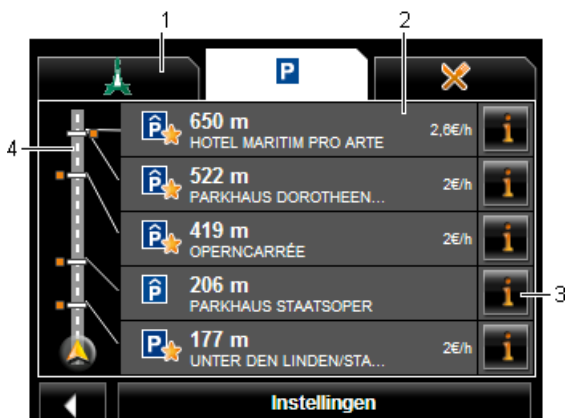 1
2
P
4
P 650 m
HOTEL MARITIM PRO ARTE
2,6€/h
i
P 522 m
PARKHAUS DOROTHEEN...
2€/h
i
P 419 m
OPERNCARRÉE
2€/h
i
P 206 m
PARKHAUS STAATSOPER
i
3
P 177 m
UNTER DEN LINDEN/STA...
2€/h
i
Instellingen